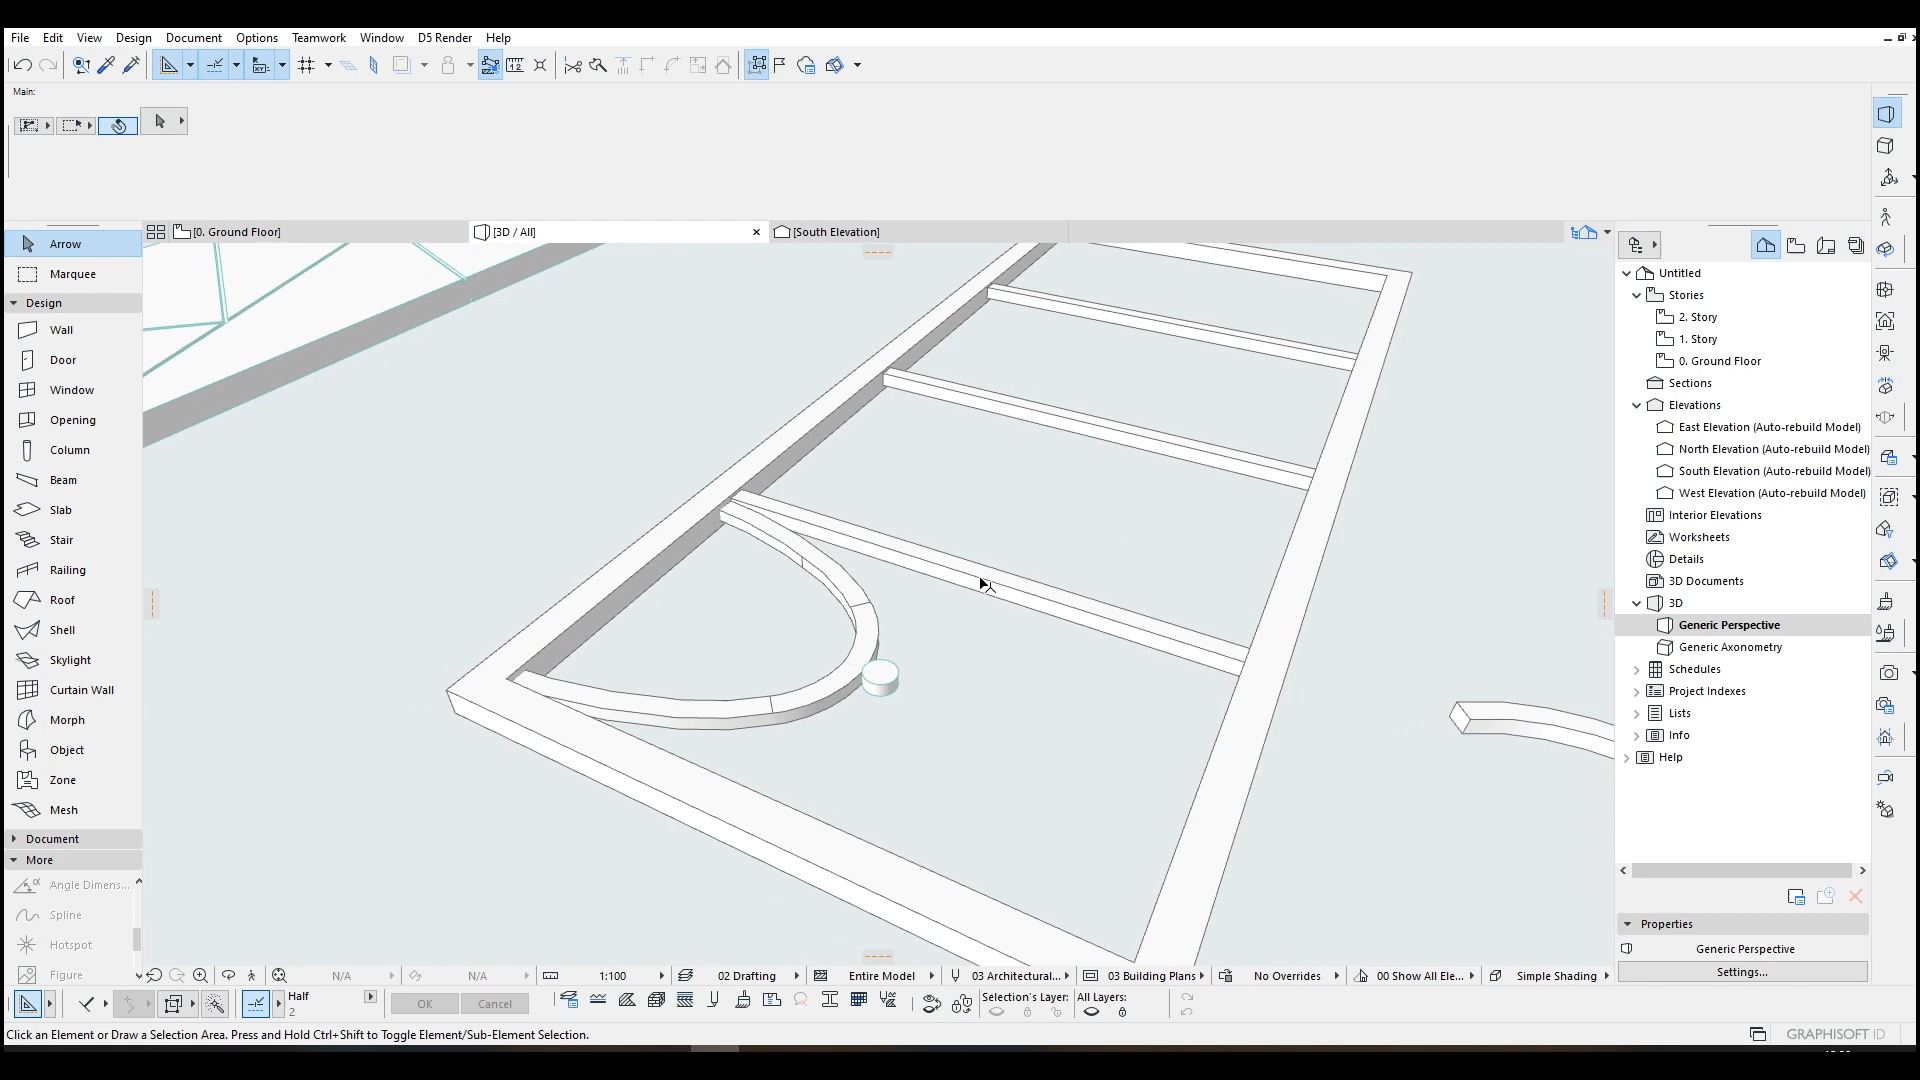 File Edit View Design Document Options Teamwork Window D5 Render Help
Main:
[0. Ground Floor]
[3D / All]
[South Elevation]
Arrow
Marquee
Design
Wall
Door
Window
Opening
Column
Beam
Slab
Stair
Railing
Roof
Shell
Skylight
Curtain Wall
Morph
Object
Zone
Mesh
Document
More
Angle Dimens...
Spline
Hotspot
Figure
Untitled
Stories
2. Story
1. Story
0. Ground Floor
Sections
Elevations
East Elevation (Auto-rebuild Model)
North Elevation (Auto-rebuild Model)
South Elevation (Auto-rebuild Model)
West Elevation (Auto-rebuild Model)
Interior Elevations
Worksheets
Details
3D Documents
3D
Generic Perspective
Generic Axonometry
Schedules
Project Indexes
Lists
Info
Help
Properties
Generic Perspective
Settings...
N/A N/A 1:100 02 Drafting Entire Model 03 Architectural... 03 Building Plans No Overrides 00 Show All Ele... Simple Shading
Half
2
OK Cancel
Selection's Layer: All Layers:
Click an Element or Draw a Selection Area. Press and Hold Ctrl+Shift to Toggle Element/Sub-Element Selection.
GRAPHISOFT ID